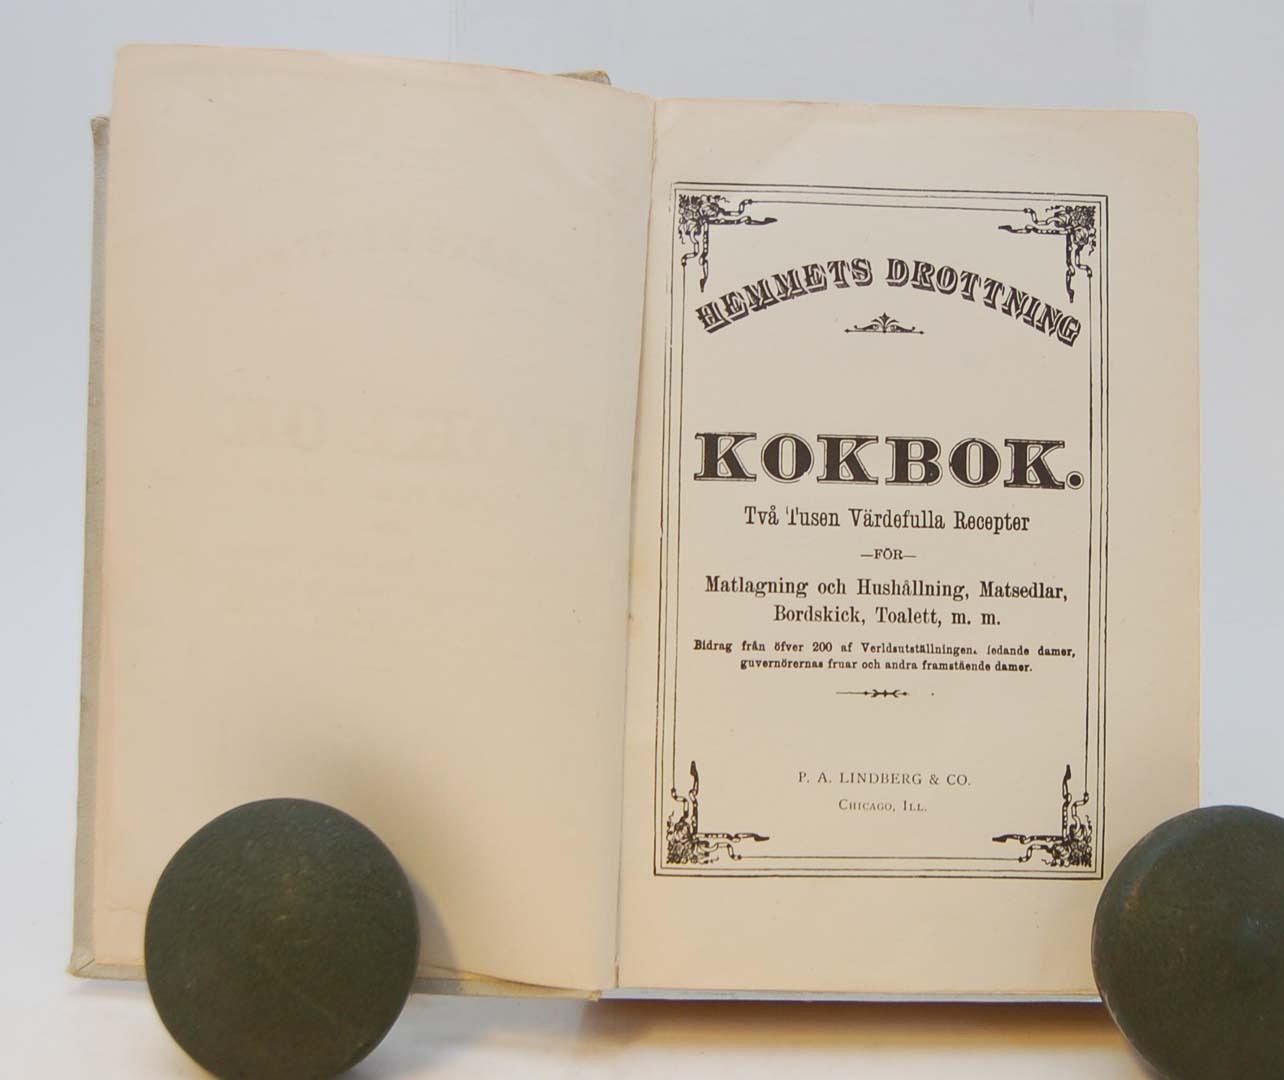 HEMMETS DROTTNING
KOKBOK.
Två Tusen Värdefulla Recepter
—FÖR—
Matlagning och Hushållning, Matsedlar,
Bordskick, Toalett, m. m.
Bidrag från öfver 200 af Verldsutställningens ledande damer,
guvernörernas fruar och andra framstående damer.
P. A. LINDBERG & CO.
CHICAGO, ILL.